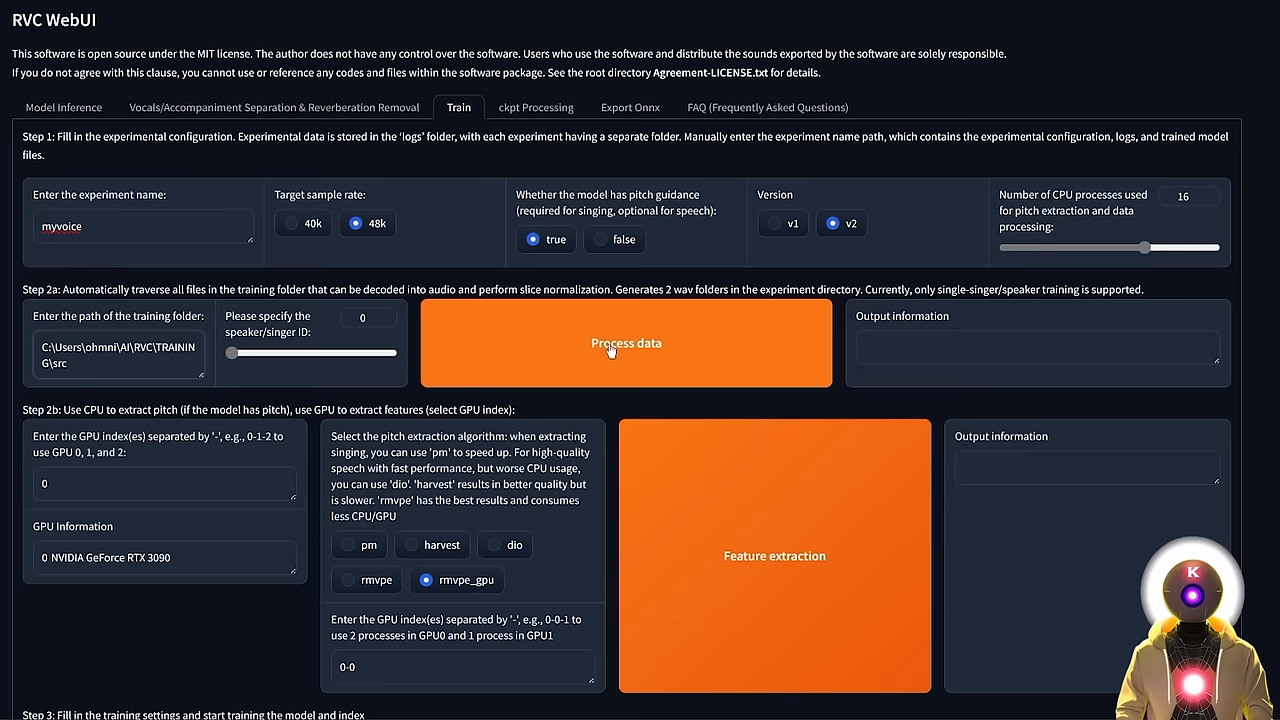 RVC WebUI
This software is open source under the MIT license. The author does not have any control over the software. Users who use the software and distribute the sounds exported by the software are solely responsible.
If you do not agree with this clause, you cannot use or reference any codes and files within the software package. See the root directory Agreement-LICENSE.txt for details.
Model Inference
Vocals/Accompaniment Separation & Reverberation Removal
Train
ckpt Processing
Export Onnx
FAQ (Frequently Asked Questions)
Step 1: Fill in the experimental configuration. Experimental data is stored in the 'logs' folder, with each experiment having a separate folder. Manually enter the experiment name path, which contains the experimental configuration, logs, and trained model
files.
Enter the experiment name:
myvoice
Target sample rate:
40k
48k
Whether the model has pitch guidance
(required for singing, optional for speech):
true
false
Version
v1
v2
Number of CPU processes used
for pitch extraction and data
processing:
16
Step 2a: Automatically traverse all files in the training folder that can be decoded into audio and perform slice normalization. Generates 2 wav folders in the experiment directory. Currently, only single-singer/speaker training is supported.
Enter the path of the training folder:
C:\Users\ohmni\AI\RVC\TRAININ
G\src
Please specify the
speaker/singer ID:
0
Process data
Output information
Step 2b: Use CPU to extract pitch (if the model has pitch), use GPU to extract features (select GPU index):
Enter the GPU index(es) separated by '-', e.g., 0-1-2 to
use GPU 0, 1, and 2:
0
GPU Information
0 NVIDIA GeForce RTX 3090
Select the pitch extraction algorithm: when extracting
singing, you can use 'pm' to speed up. For high-quality
speech with fast performance, but worse CPU usage,
you can use 'dio'. 'harvest' results in better quality but
is slower. 'rmvpe' has the best results and consumes
less CPU/GPU
pm
harvest
dio
rmvpe
rmvpe_gpu
Enter the GPU index(es) separated by '-', e.g., 0-0-1 to
use 2 processes in GPU0 and 1 process in GPU1
0-0
Feature extraction
Output information
K
Step 3: Fill in the training settings and start training the model and index